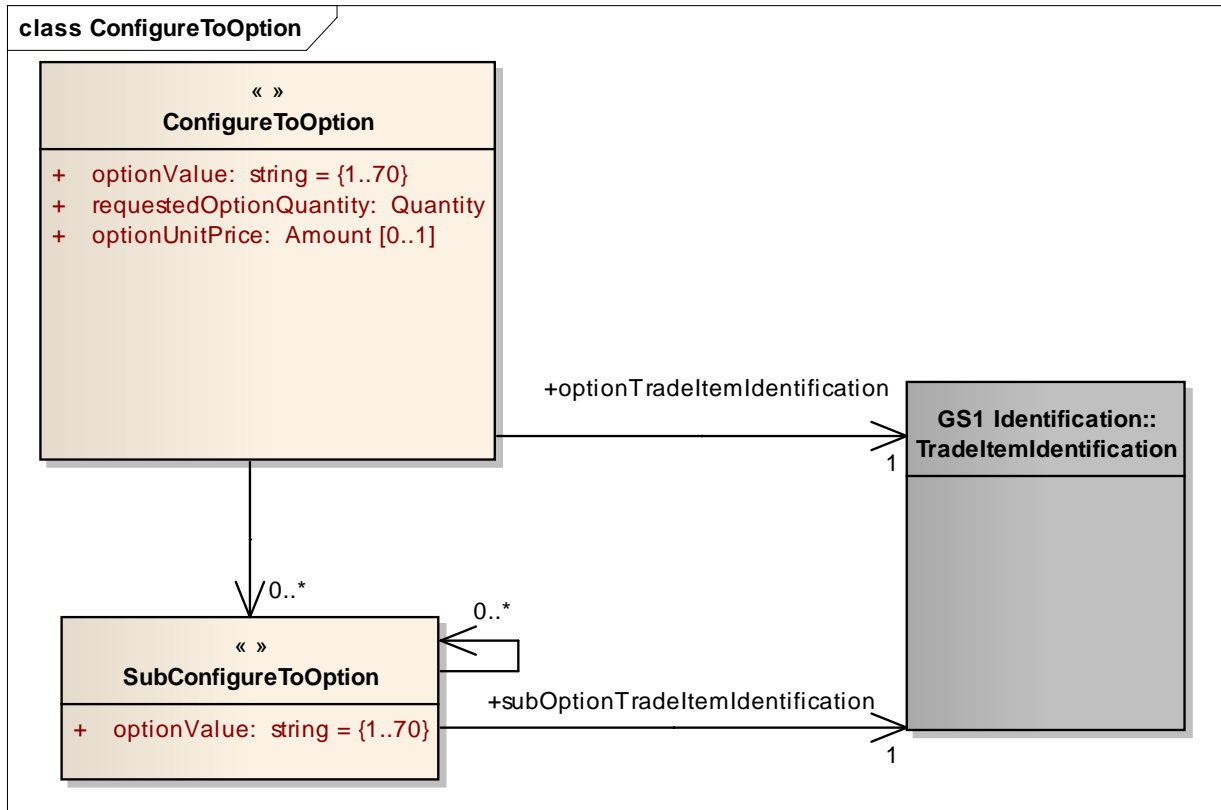 class ConfigureToOption
« »
ConfigureToOption
+ optionValue: string = {1..70}
+ requestedOptionQuantity: Quantity
+ optionUnitPrice: Amount [0..1]
+optionTradeItemIdentification
1
GS1 Identification::
TradeItemIdentification
0..*
0..*
« »
SubConfigureToOption
+ optionValue: string = {1..70}
+subOptionTradeItemIdentification
1